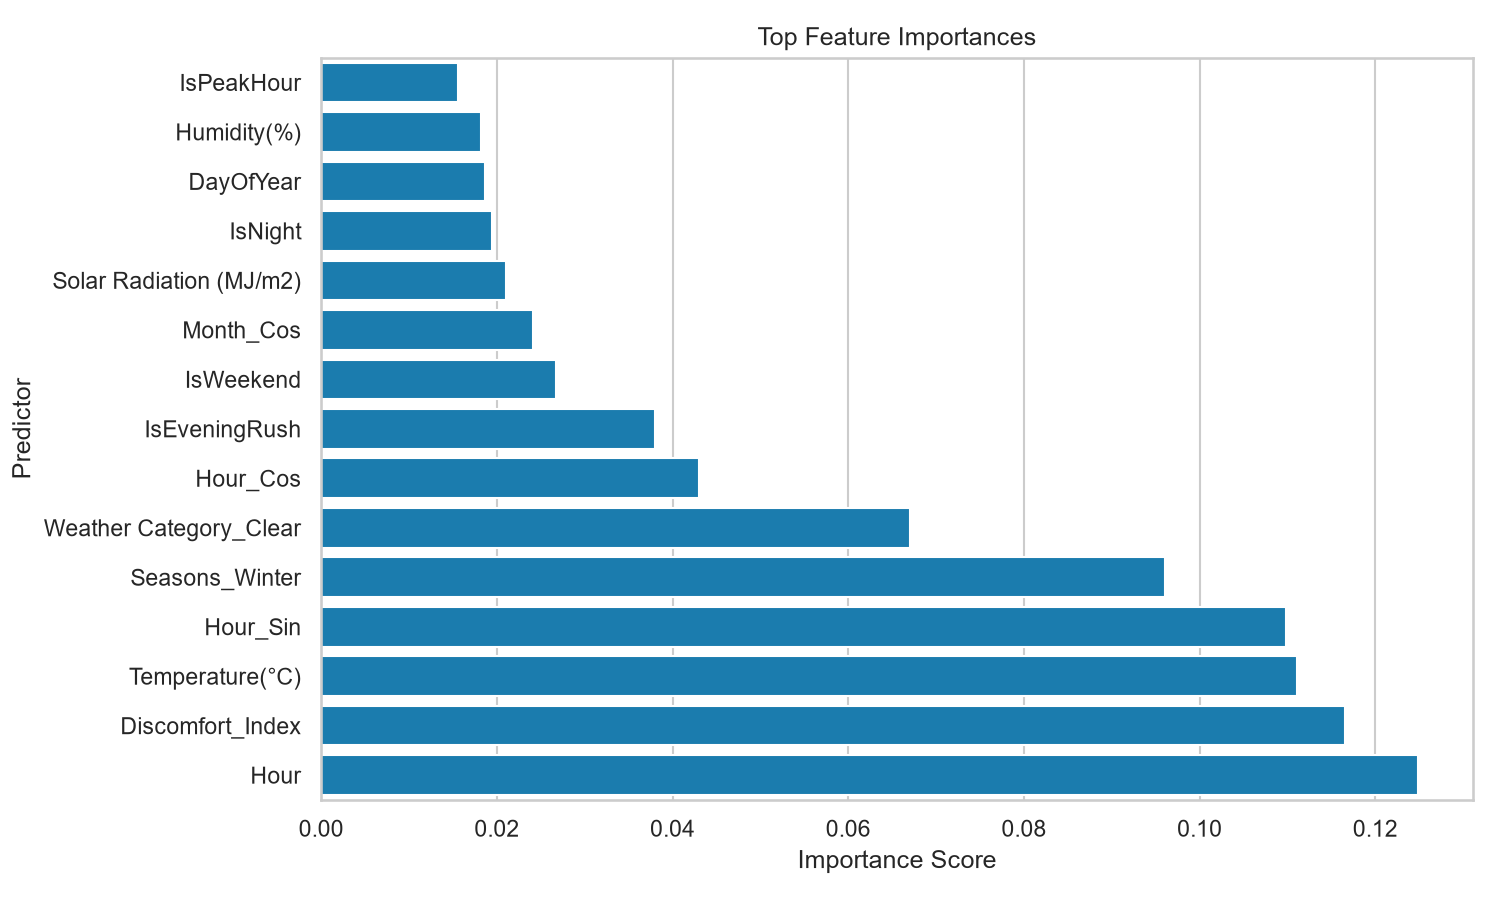 Top Feature Importances
IsPeakHour
Humidity(%)
DayOfYear
IsNight
Solar Radiation (MJ/m2)
Month_Cos
IsWeekend
IsEveningRush
Hour_Cos
Weather Category_Clear
Seasons_Winter
Hour_Sin
Temperature(°C)
Discomfort_Index
Hour
Predictor
0.00 0.02 0.04 0.06 0.08 0.10 0.12
Importance Score